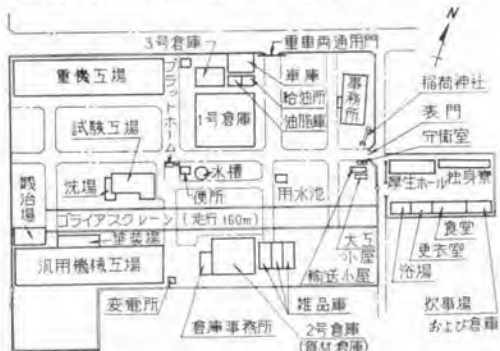 N
3号倉庫
重車両通用門
重機工場
プラットホーム
車庫
給油所
油脂庫
事務所
稲荷神社
表門
守衛室
試験工場
1号倉庫
鍛冶場
洗場
水槽
便所
用水池
厚生ホール
独身寮
ゴライアスクレーン(走行160m)
大工小屋
食堂
塗装場
更衣室
汎用機械工場
輸送小屋
浴場
変電所
雑品庫
炊事場
および倉庫
倉庫事務所
2号倉庫
(資材倉庫)